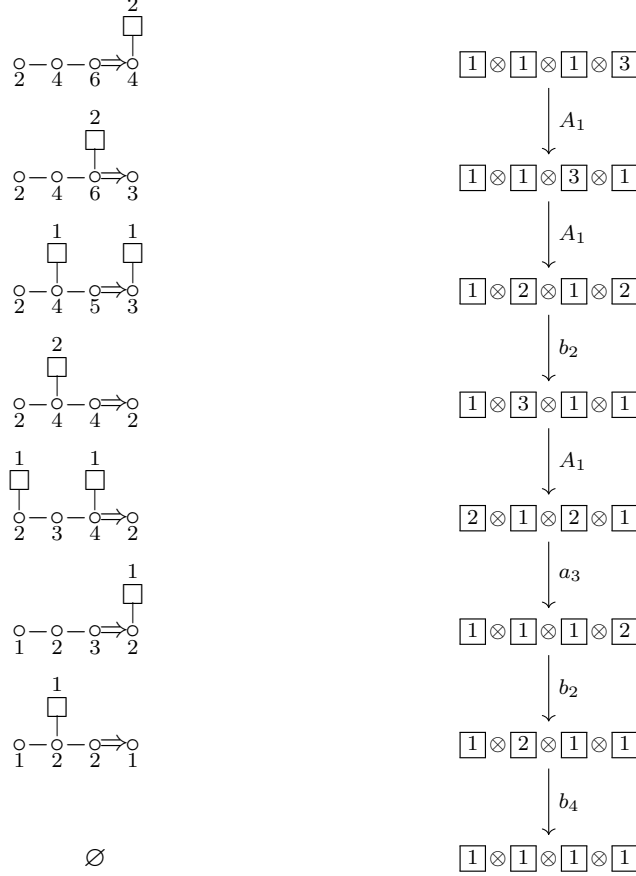 2
2 4 6 4 1 ⊗ 1 ⊗ 1 ⊗ 3
A₁
2
2 4 6 3 1 ⊗ 1 ⊗ 3 ⊗ 1
A₁
1 1
2 4 5 3 1 ⊗ 2 ⊗ 1 ⊗ 2
b₂
2
2 4 4 2 1 ⊗ 3 ⊗ 1 ⊗ 1
A₁
1 1
2 3 4 2 2 ⊗ 1 ⊗ 2 ⊗ 1
a₃
1
1 2 3 2 1 ⊗ 1 ⊗ 1 ⊗ 2
b₂
1
1 2 2 1 1 ⊗ 2 ⊗ 1 ⊗ 1
b₄
∅ 1 ⊗ 1 ⊗ 1 ⊗ 1